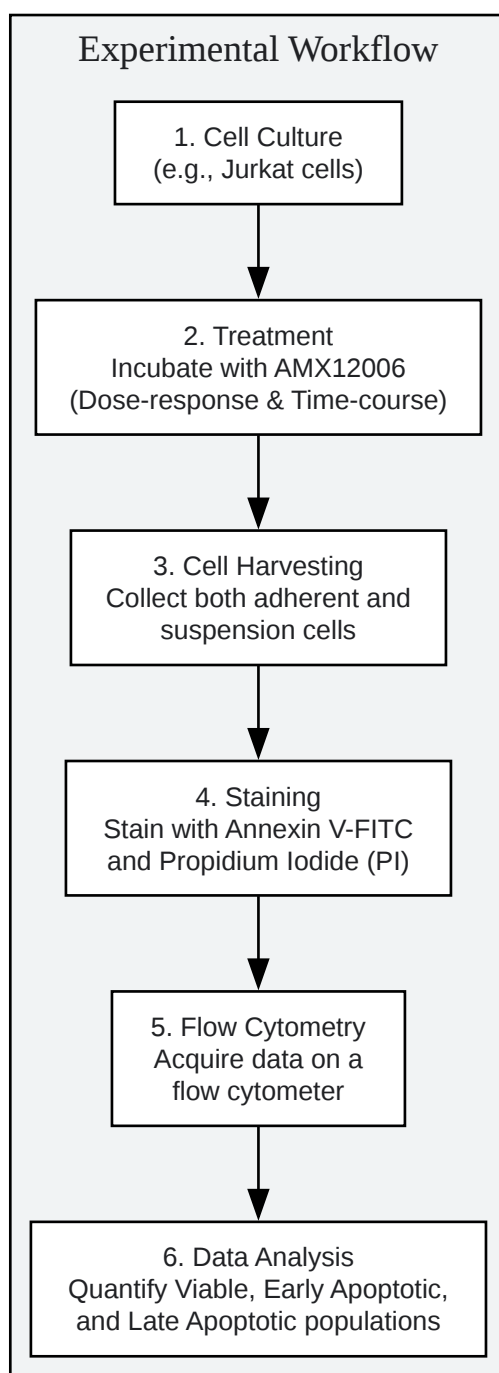 Experimental Workflow
1. Cell Culture
(e.g., Jurkat cells)
2. Treatment
Incubate with AMX12006
(Dose-response & Time-course)
3. Cell Harvesting
Collect both adherent and
suspension cells
4. Staining
Stain with Annexin V-FITC
and Propidium Iodide (PI)
5. Flow Cytometry
Acquire data on a
flow cytometer
6. Data Analysis
Quantify Viable, Early Apoptotic,
and Late Apoptotic populations